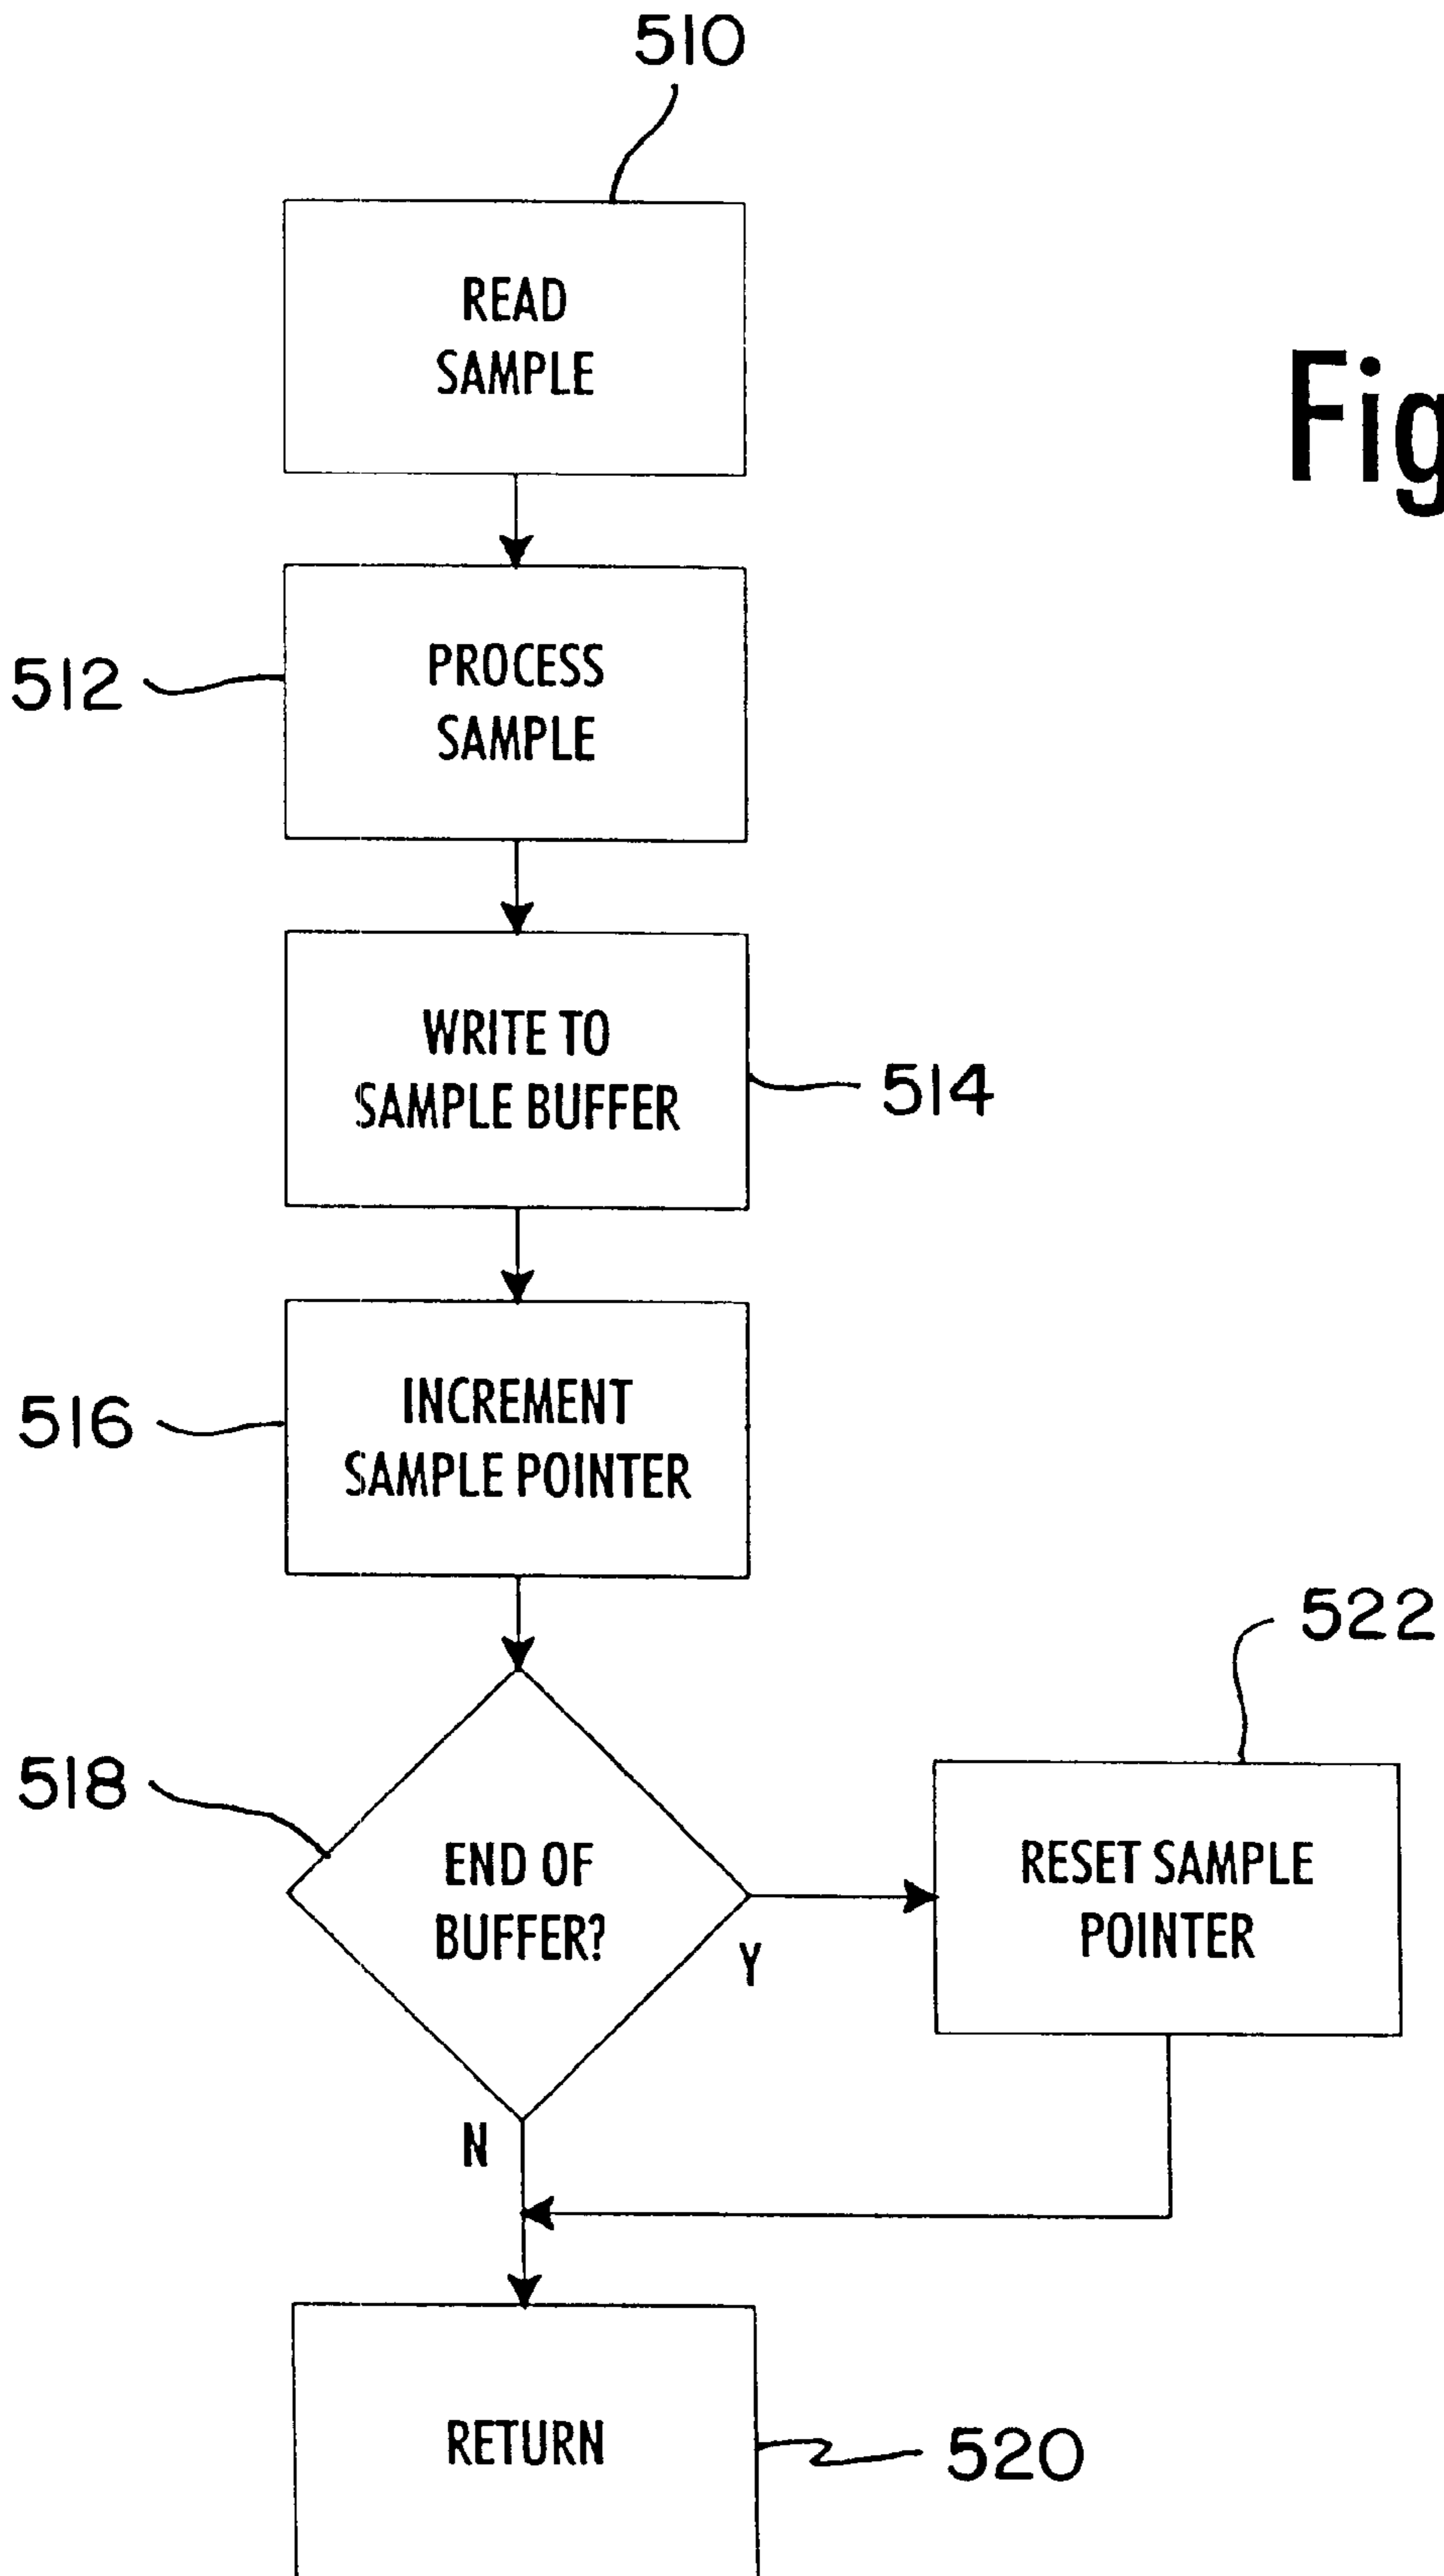 510
READ
SAMPLE
Fig
512
PROCESS
SAMPLE
WRITE TO
SAMPLE BUFFER
514
516
INCREMENT
SAMPLE POINTER
522
518
END OF
BUFFER?
Y
RESET SAMPLE
POINTER
N
RETURN
520